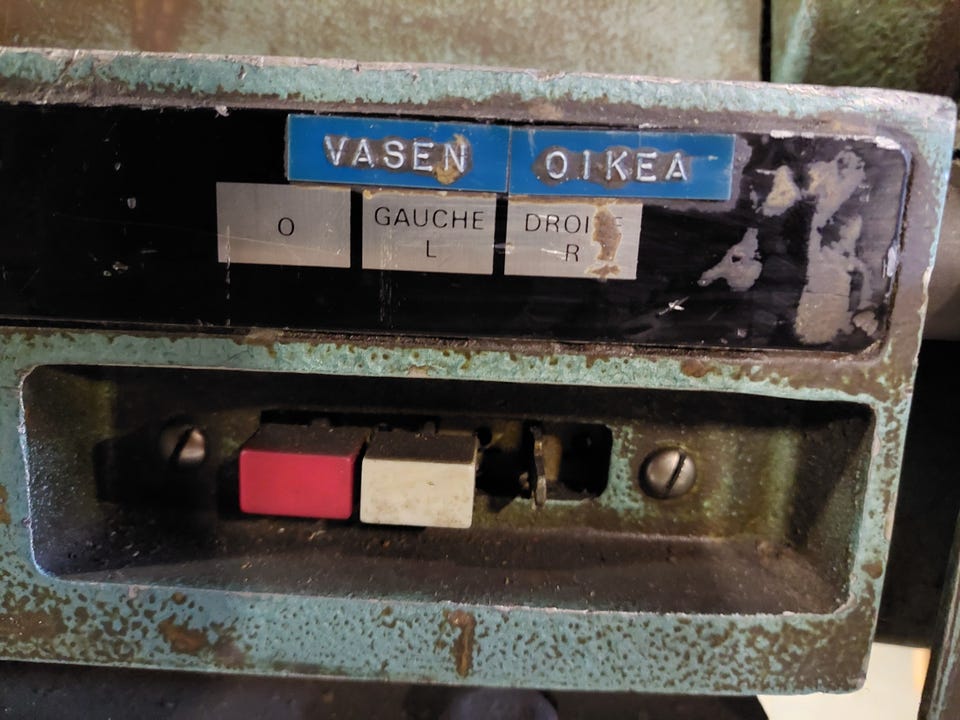 VASEN OIKEA
O
GAUCHE
L
DROITE
R